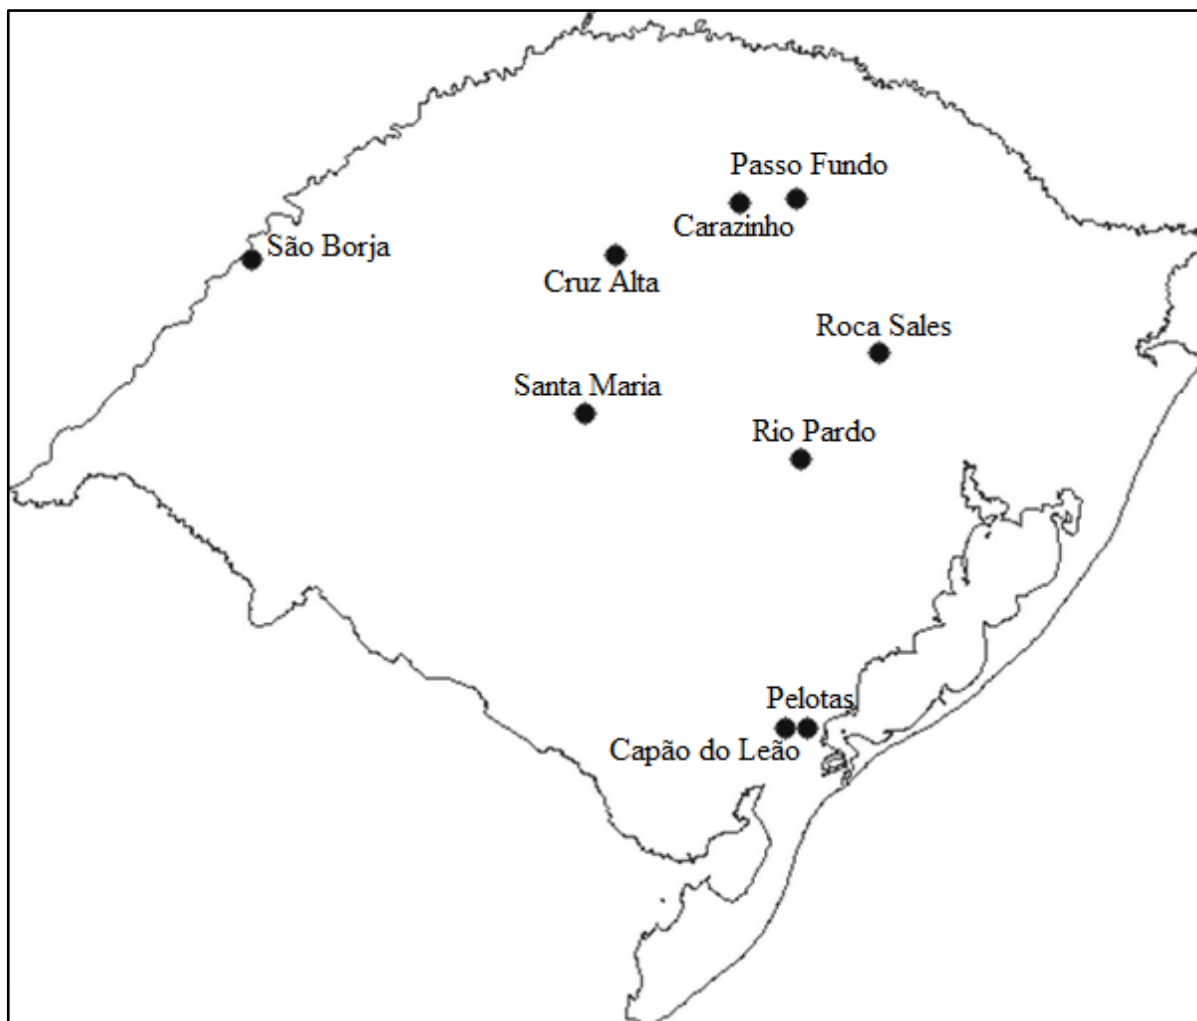 Passo Fundo
Carazinho
São Borja
Cruz Alta
Roca Sales
Santa Maria
Rio Pardo
Pelotas
Capão do Leão